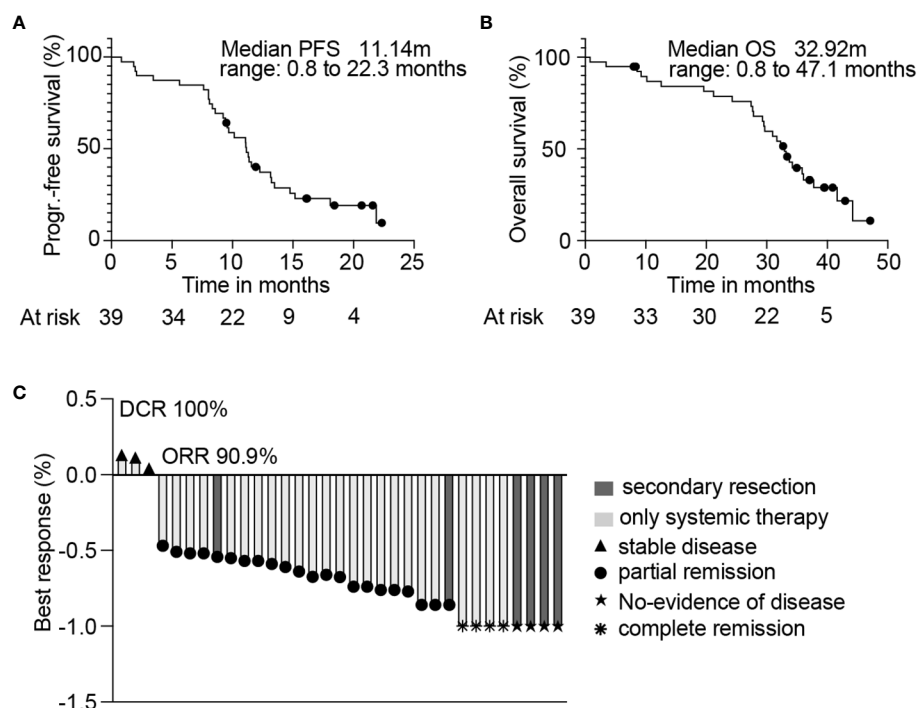 A
Median PFS 11.14m
range: 0.8 to 22.3 months
Progr.-free survival (%)
100
50
0
0 5 10 15 20 25
Time in months
At risk 39 34 22 9 4
B
Median OS 32.92m
range: 0.8 to 47.1 months
Overall survival (%)
100
50
0
0 10 20 30 40 50
Time in months
At risk 39 33 30 22 5
C
DCR 100%
ORR 90.9%
Best response (%)
0.5
0.0
-0.5
-1.0
-1.5
secondary resection
only systemic therapy
stable disease
partial remission
No-evidence of disease
complete remission